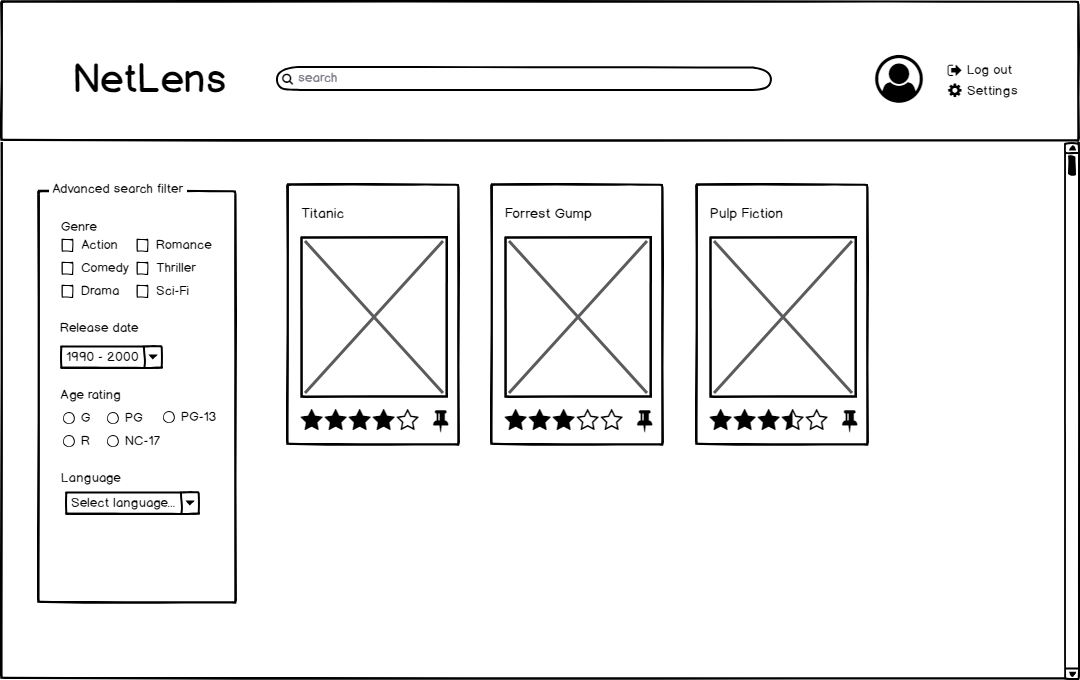 NetLens
search
Log out
Settings
Advanced search filter
Genre
Action Romance
Comedy Thriller
Drama Sci-Fi
Release date
1990 - 2000
Age rating
G PG PG-13
R NC-17
Language
Select language...
Titanic
Forrest Gump
Pulp Fiction